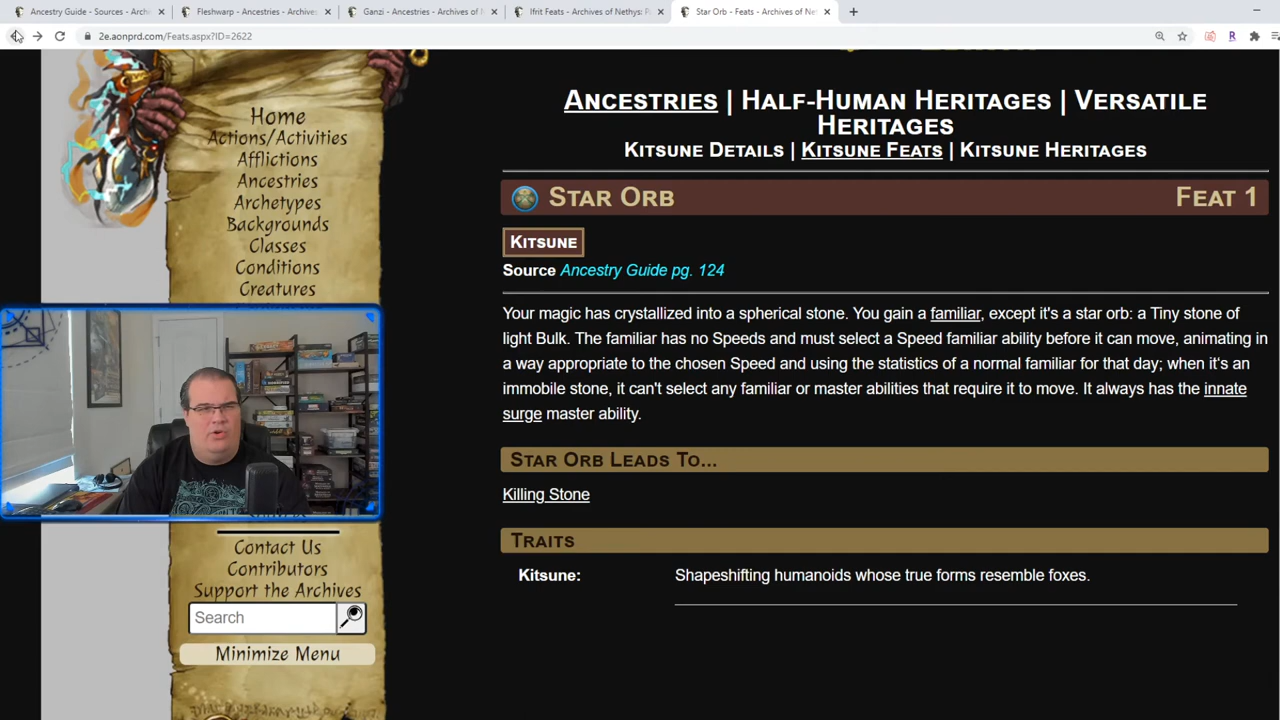 Ancestry Guide - Sources - Archi
Fleshwarp - Ancestries - Archives
Ganzi - Ancestries - Archives of N
Ifrit Feats - Archives of Nethys: P
Star Orb - Feats - Archives of Ne
2e.aonprd.com/Feats.aspx?ID=2622
Home
Actions/Activities
Afflictions
Ancestries
Archetypes
Backgrounds
Classes
Conditions
Creatures
Contact Us
Contributors
Support the Archives
Search
Minimize Menu
Ancestries | Half-Human Heritages | Versatile
Heritages
Kitsune Details | Kitsune Feats | Kitsune Heritages
Star Orb Feat 1
Kitsune
Source Ancestry Guide pg. 124
Your magic has crystallized into a spherical stone. You gain a familiar, except it's a star orb: a Tiny stone of
light Bulk. The familiar has no Speeds and must select a Speed familiar ability before it can move, animating in
a way appropriate to the chosen Speed and using the statistics of a normal familiar for that day; when it's an
immobile stone, it can't select any familiar or master abilities that require it to move. It always has the innate
surge master ability.
Star Orb Leads To...
Killing Stone
Traits
Kitsune: Shapeshifting humanoids whose true forms resemble foxes.